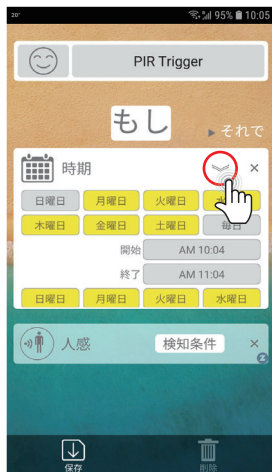 20°
95% 10:05
PIR Trigger
もし
▶ それで
時期
×
日曜日 月曜日 火曜日 水曜日
木曜日 金曜日 土曜日 毎日
開始 AM 10:04
終了 AM 11:04
日曜日 月曜日 火曜日 水曜日
人感 検知条件 ×
保存 削除